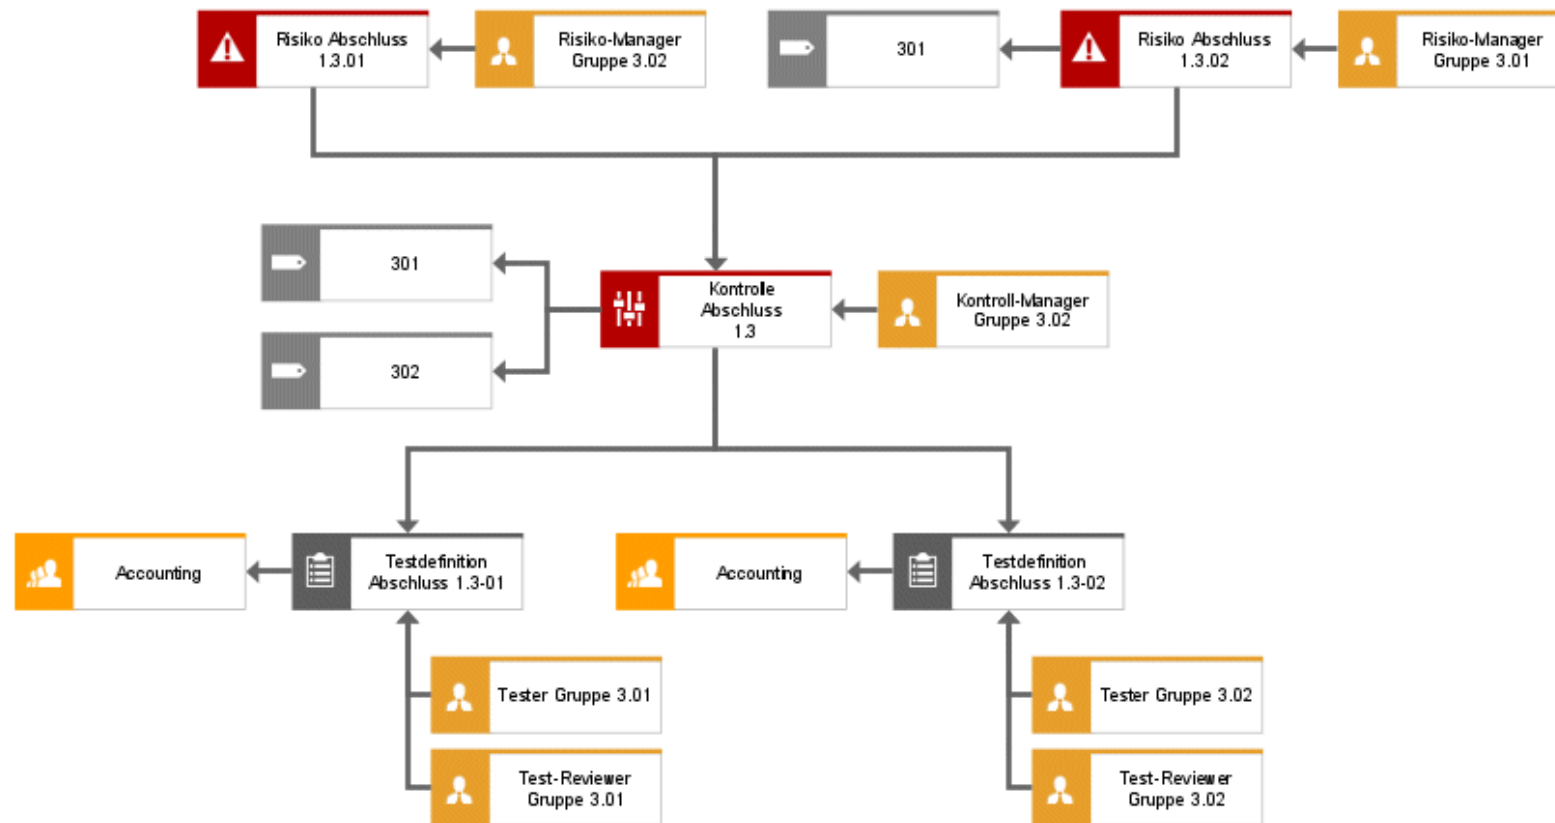 Risiko Abschluss
1.3.01
Risiko-Manager
Gruppe 3.02
301
Risiko Abschluss
1.3.02
Risiko-Manager
Gruppe 3.01
301
302
Kontrolle
Abschluss
1.3
Kontroll-Manager
Gruppe 3.02
Accounting
Testdefinition
Abschluss 1.3-01
Accounting
Testdefinition
Abschluss 1.3-02
Tester Gruppe 3.01
Tester Gruppe 3.02
Test-Reviewer
Gruppe 3.01
Test-Reviewer
Gruppe 3.02